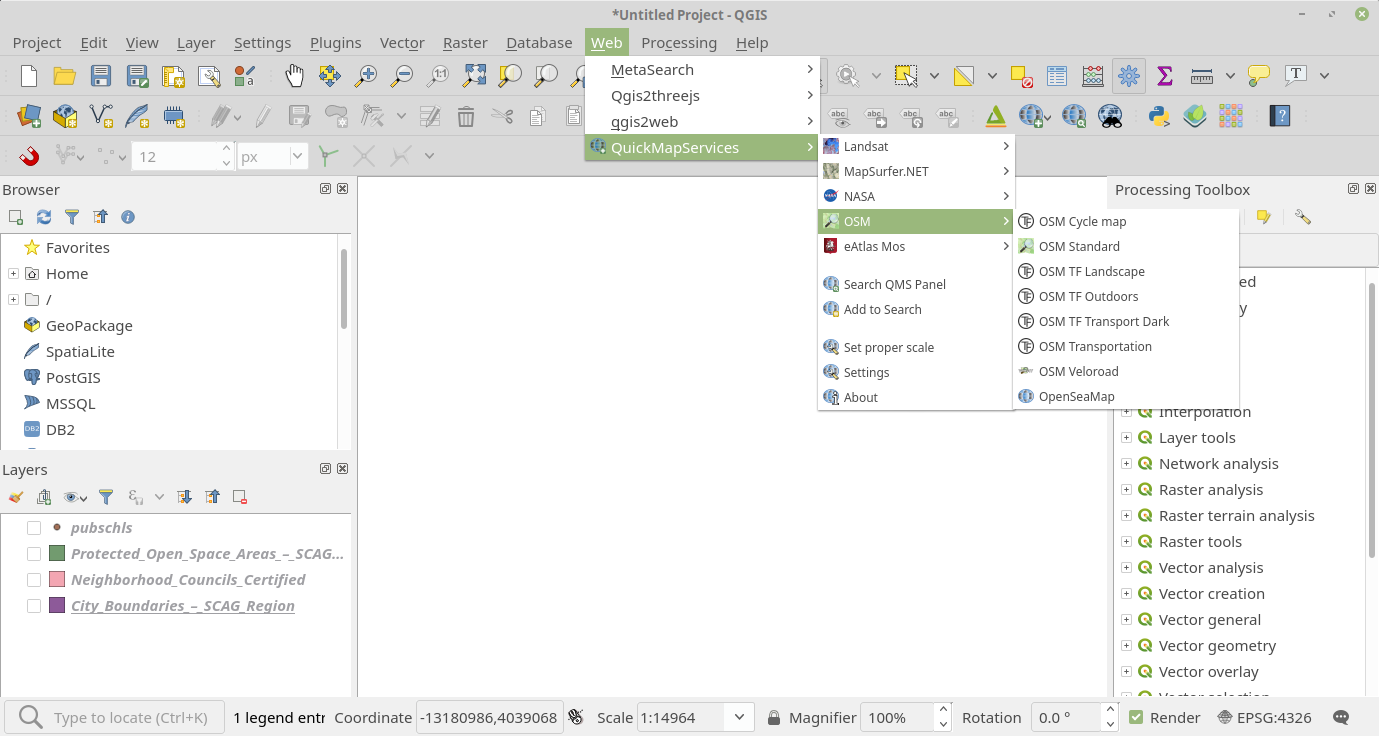 *Untitled Project - QGIS
Project Edit View Layer Settings Plugins Vector Raster Database Web Processing Help
MetaSearch
Qgis2threejs
qgis2web
QuickMapServices
12 px
Landsat
MapSurfer.NET
NASA
OSM
eAtlas Mos
Search QMS Panel
Add to Search
Set proper scale
Settings
About
OSM Cycle map
OSM Standard
OSM TF Landscape
OSM TF Outdoors
OSM TF Transport Dark
OSM Transportation
OSM Veloroad
OpenSeaMap
Browser
Favorites
Home
/
GeoPackage
SpatiaLite
PostGIS
MSSQL
DB2
Layers
pubschls
Protected_Open_Space_Areas_–_SCAG...
Neighborhood_Councils_Certified
City_Boundaries_–_SCAG_Region
Processing Toolbox
Interpolation
Layer tools
Network analysis
Raster analysis
Raster terrain analysis
Raster tools
Vector analysis
Vector creation
Vector general
Vector geometry
Vector overlay
Vector selection
Type to locate (Ctrl+K) 1 legend entr Coordinate -13180986,4039068 Scale 1:14964 Magnifier 100% Rotation 0.0 ° Render EPSG:4326